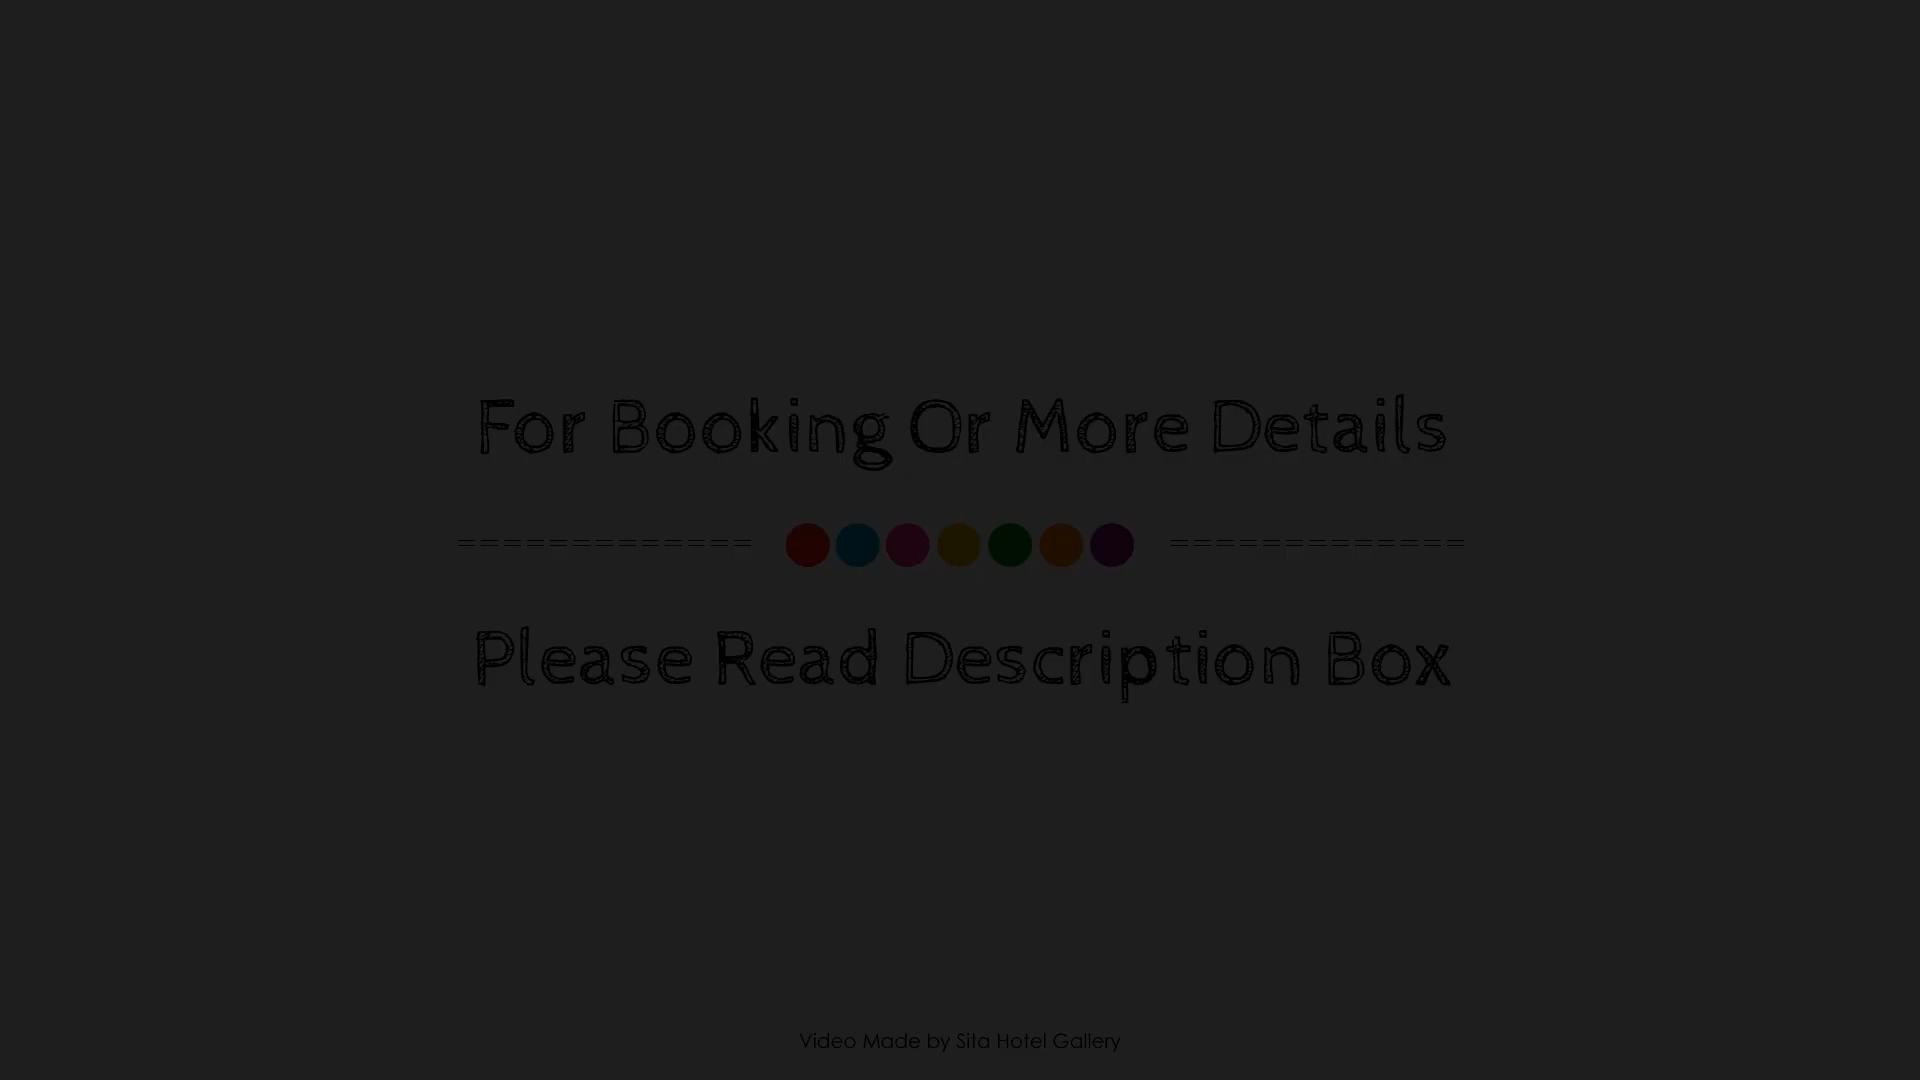 For Booking Or More Details
============= =============
Please Read Description Box
Video Made by Sita Hotel Gallery